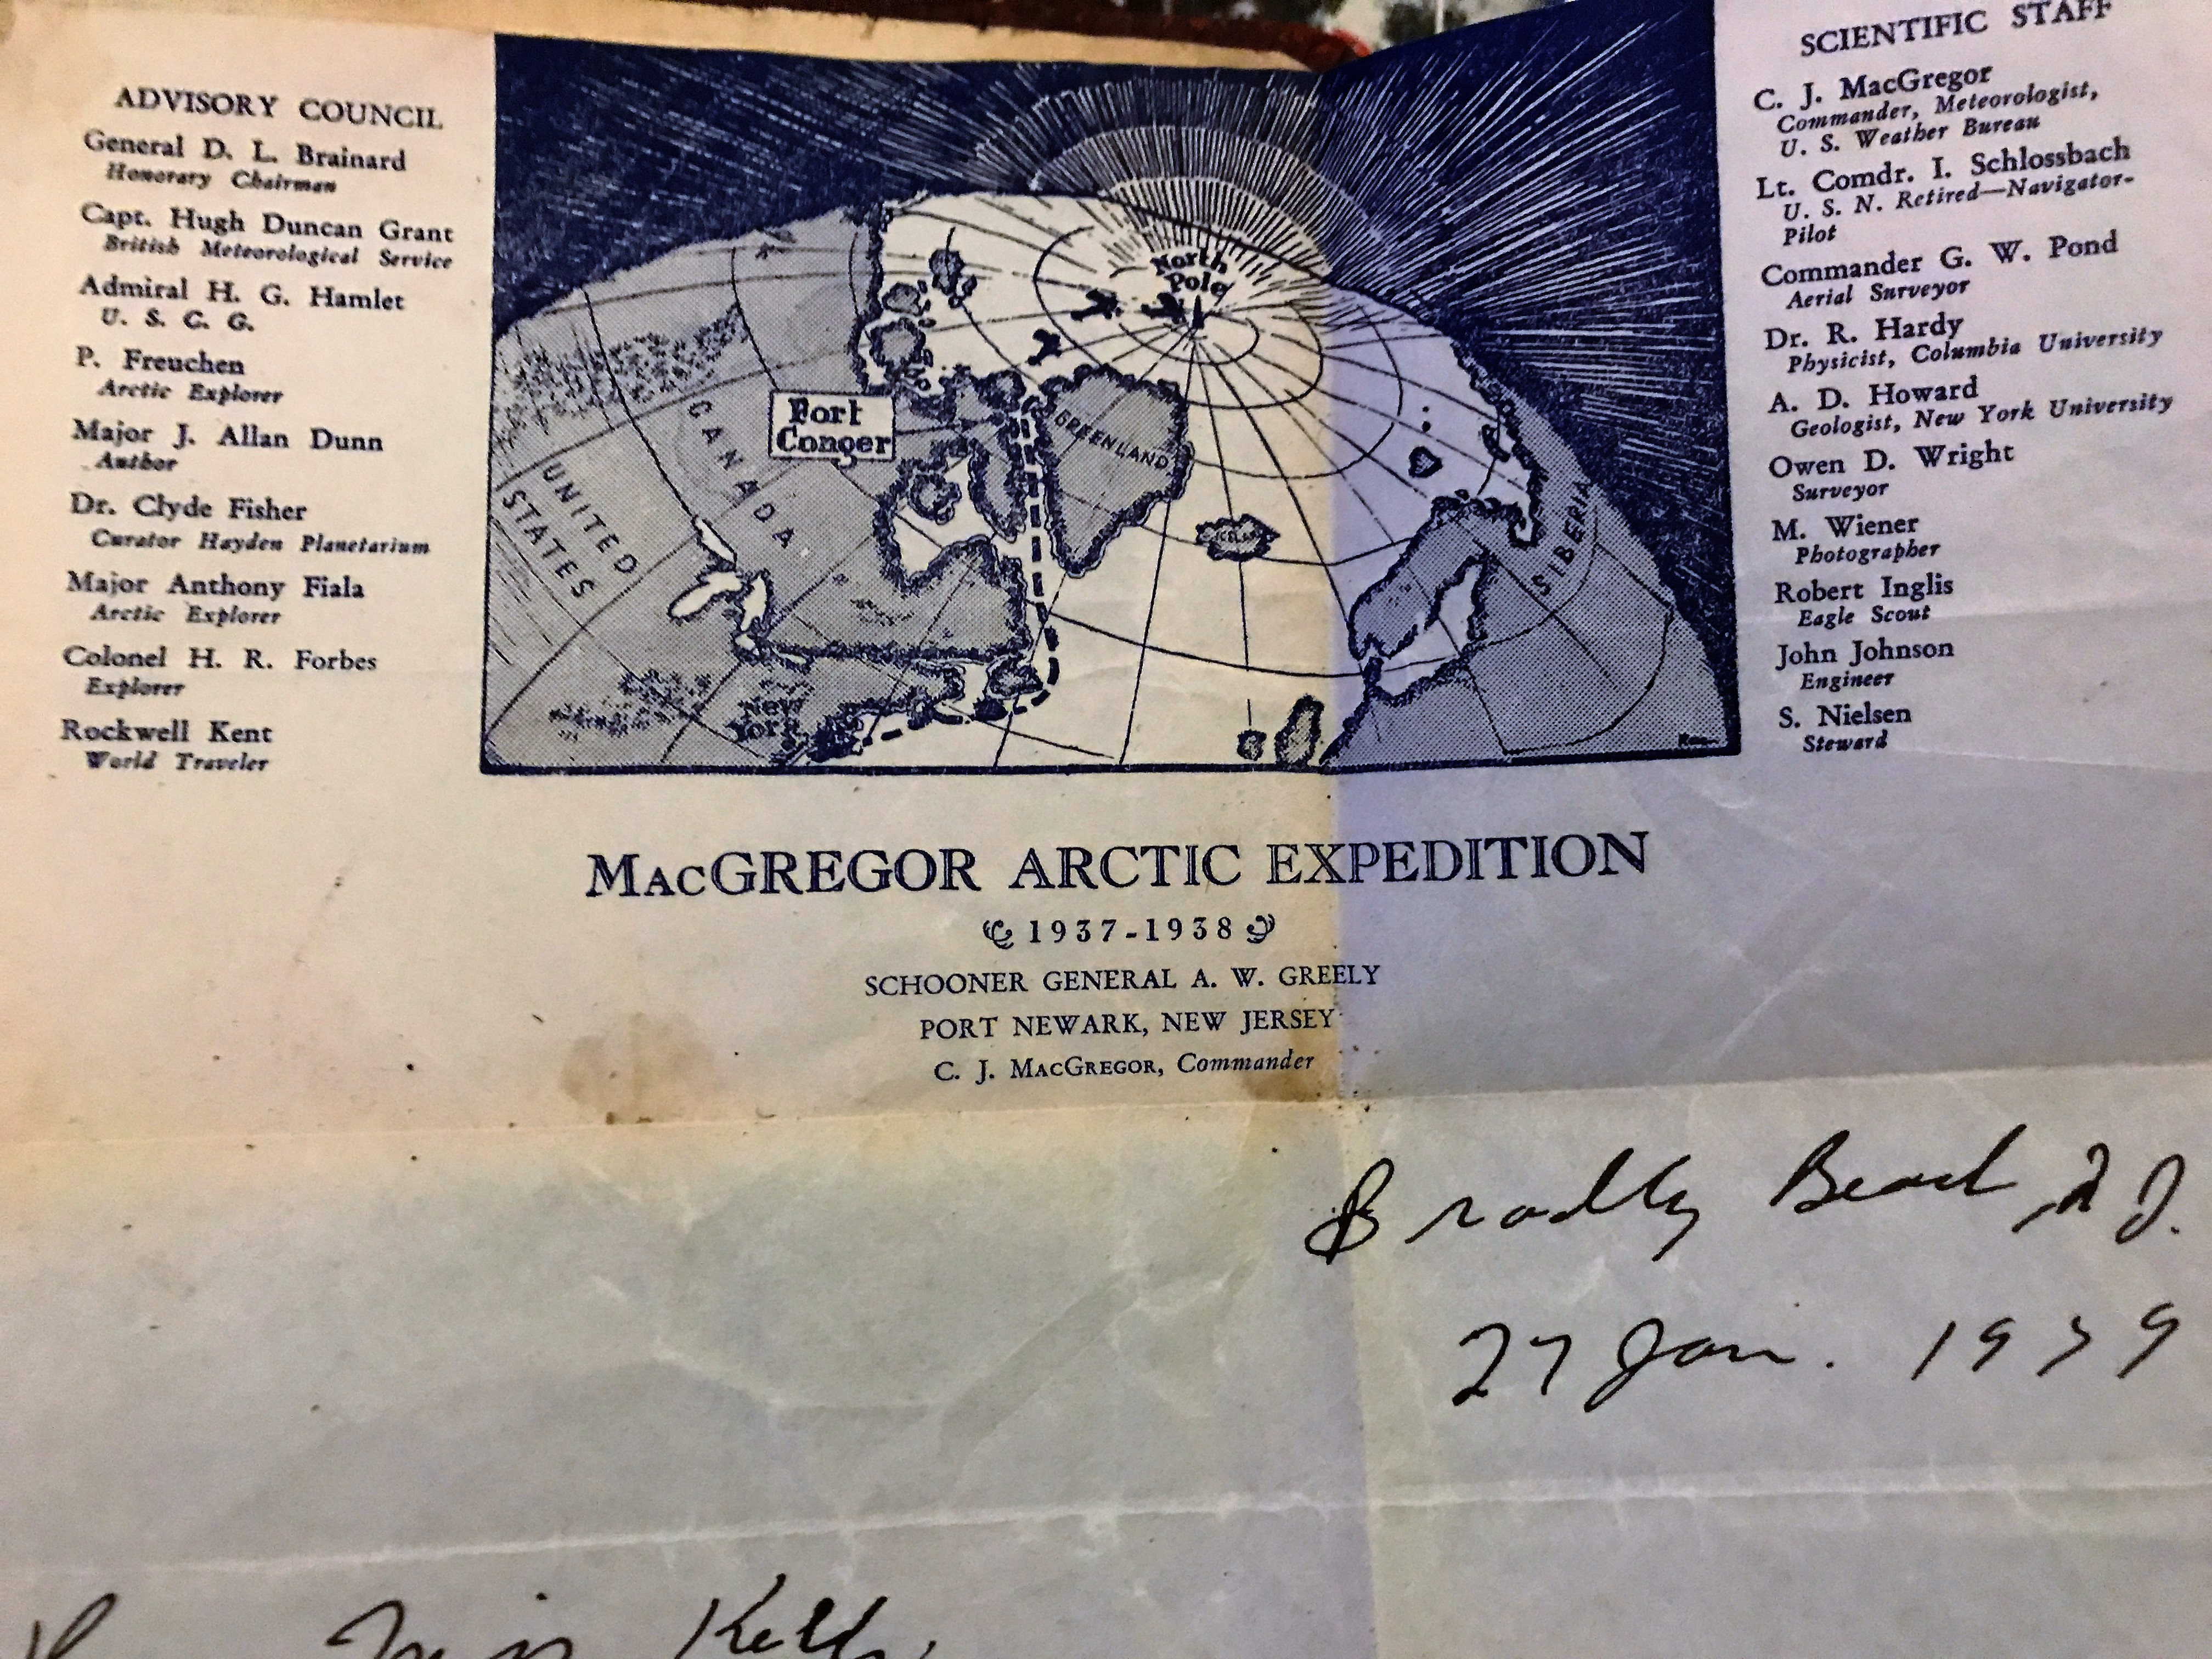 ADVISORY COUNCIL
General D. L. Brainard
Honorary Chairman
Capt. Hugh Duncan Grant
British Meteorological Service
Admiral H. G. Hamlet
U. S. C. G.
P. Freuchen
Arctic Explorer
Major J. Allan Dunn
Author
Dr. Clyde Fisher
Curator Hayden Planetarium
Major Anthony Fiala
Arctic Explorer
Colonel H. R. Forbes
Explorer
Rockwell Kent
World Traveler
North
Pole
Fort
Conger
CANADA
GREENLAND
UNITED
STATES
ICELAND
SIBERIA
New
York
SCIENTIFIC STAFF
C. J. MacGregor
Commander, Meteorologist,
U. S. Weather Bureau
Lt. Comdr. I. Schlossbach
U. S. N. Retired—Navigator-
Pilot
Commander G. W. Pond
Aerial Surveyor
Dr. R. Hardy
Physicist, Columbia University
A. D. Howard
Geologist, New York University
Owen D. Wright
Surveyor
M. Wiener
Photographer
Robert Inglis
Eagle Scout
John Johnson
Engineer
S. Nielsen
Steward
MACGREGOR ARCTIC EXPEDITION
1937-1938
SCHOONER GENERAL A. W. GREELY
PORT NEWARK, NEW JERSEY
C. J. MACGREGOR, Commander
Bradley Beach, N J.
27 Jan. 1939
Miss Kelly,